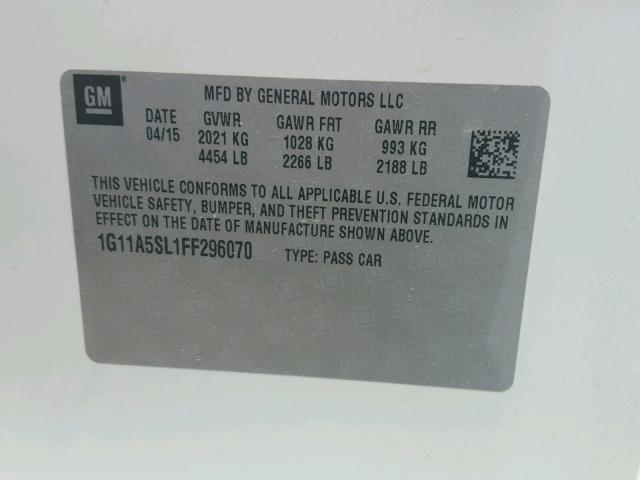 GM
MFD BY GENERAL MOTORS LLC
DATE GVWR GAWR FRT GAWR RR
04/15 2021 KG 1028 KG 993 KG
4454 LB 2266 LB 2188 LB
THIS VEHICLE CONFORMS TO ALL APPLICABLE U.S. FEDERAL MOTOR
VEHICLE SAFETY, BUMPER, AND THEFT PREVENTION STANDARDS IN
EFFECT ON THE DATE OF MANUFACTURE SHOWN ABOVE.
1G11A5SL1FF296070 TYPE: PASS CAR